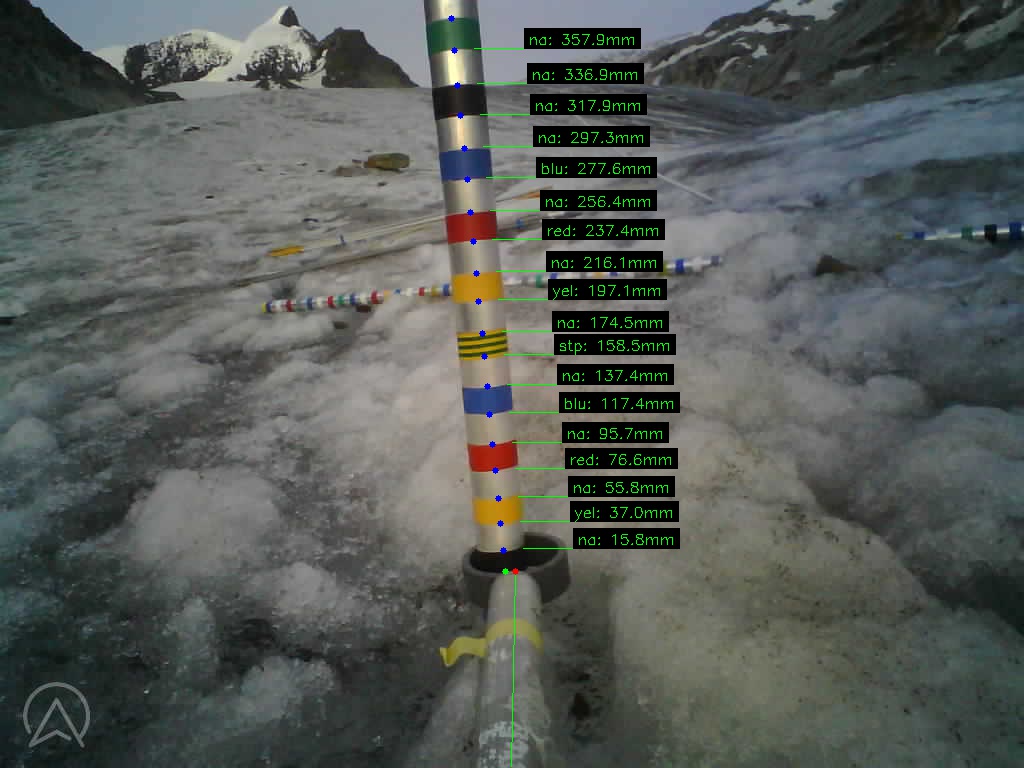 na: 357.9mm
na: 336.9mm
na: 317.9mm
na: 297.3mm
blu: 277.6mm
na: 256.4mm
red: 237.4mm
na: 216.1mm
yel: 197.1mm
na: 174.5mm
stp: 158.5mm
na: 137.4mm
blu: 117.4mm
na: 95.7mm
red: 76.6mm
na: 55.8mm
yel: 37.0mm
na: 15.8mm